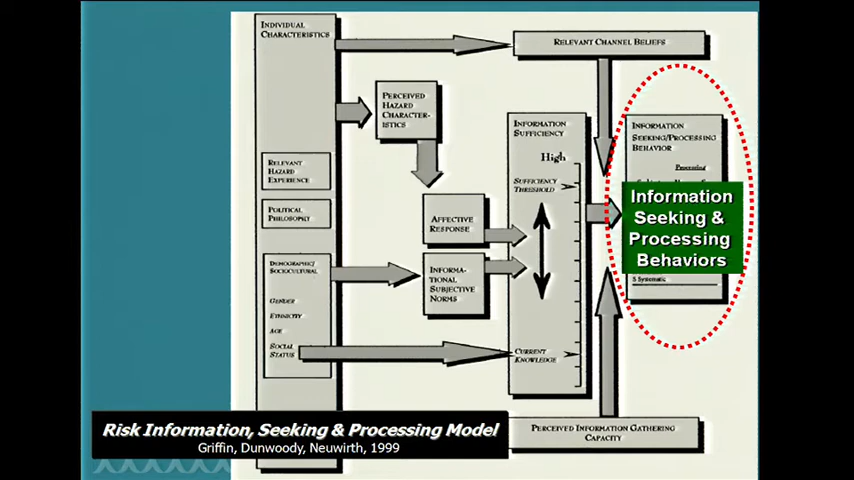 INDIVIDUAL
CHARACTERISTICS
RELEVANT
HAZARD
EXPERIENCE
POLITICAL
PHILOSOPHY
DEMOGRAPHIC/
SOCIOCULTURAL
GENDER
ETHNICITY
AGE
SOCIAL
STATUS
PERCEIVED
HAZARD
CHARACTER-
ISTICS
AFFECTIVE
RESPONSE
INFORMA-
TIONAL
SUBJECTIVE
NORMS
RELEVANT CHANNEL BELIEFS
INFORMATION
SUFFICIENCY
High
SUFFICIENCY
THRESHOLD
CURRENT
KNOWLEDGE
INFORMATION
SEEKING/PROCESSING
BEHAVIOR
Processing
Information
Seeking &
Processing
Behaviors
S Systematic
PERCEIVED INFORMATION GATHERING
CAPACITY
Risk Information, Seeking & Processing Model
Griffin, Dunwoody, Neuwirth, 1999